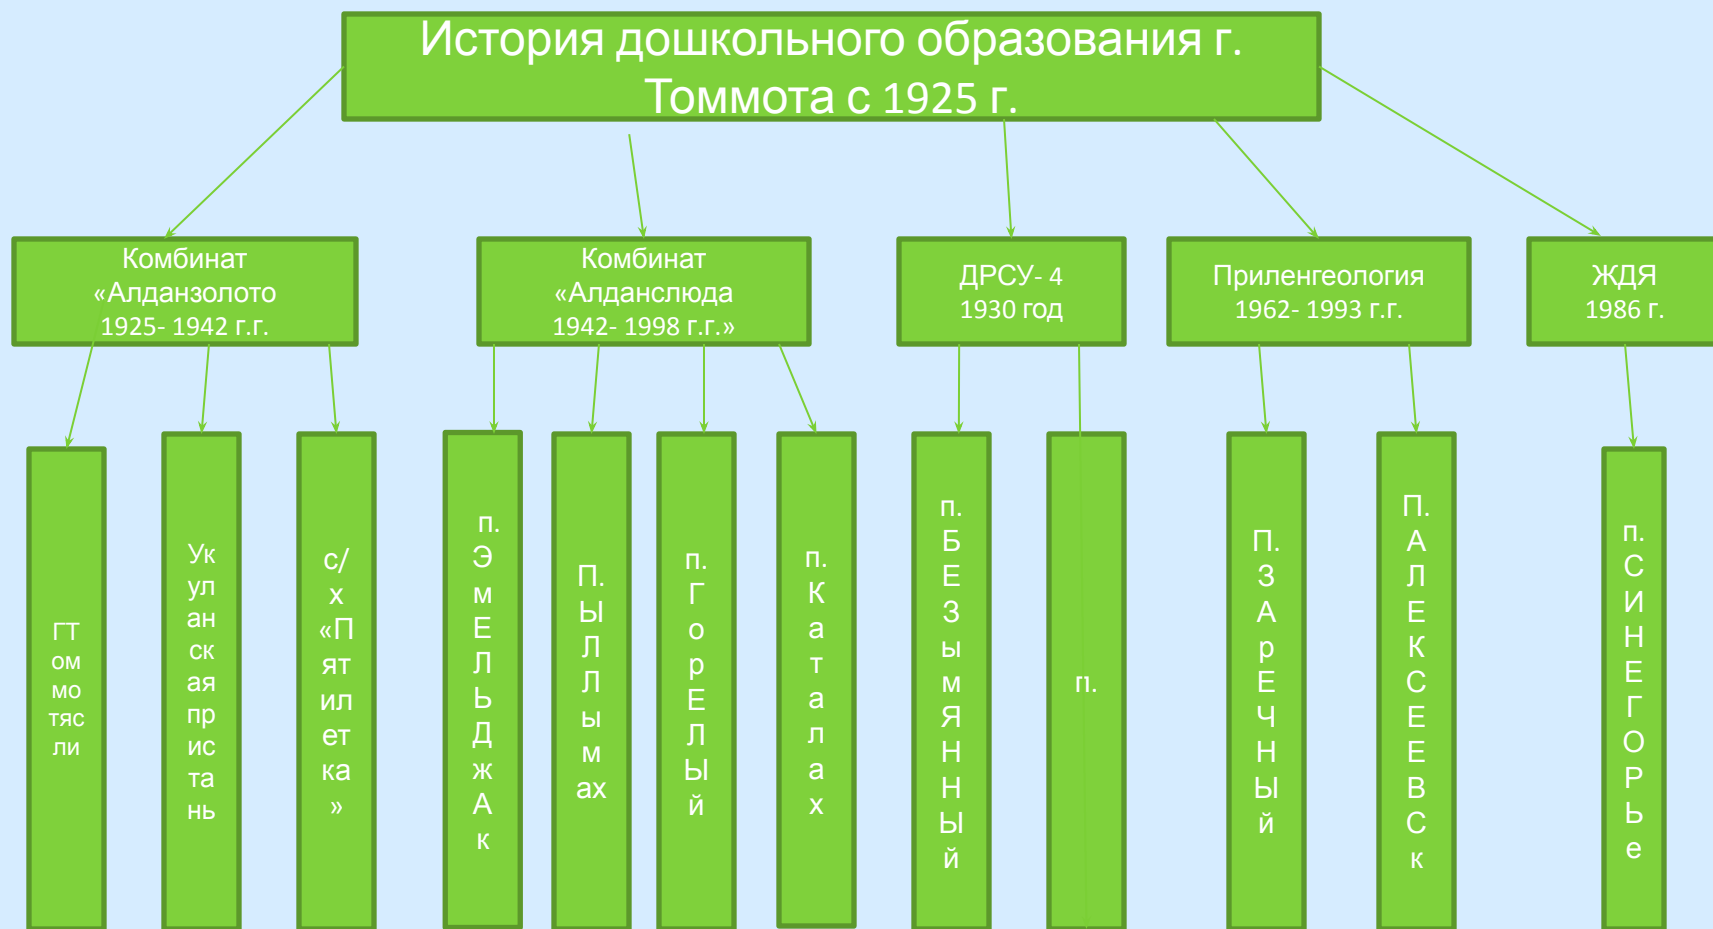 История дошкольного образования г.
Томмота с 1925 г.
Комбинат
«Алданзолото
1925- 1942 г.г.
Комбинат
«Алданслюда
1942- 1998 г.г.»
ДРСУ- 4
1930 год
Приленгеология
1962- 1993 г.г.
ЖДЯ
1986 г.
ГТ
ом
мо
тяс
ли
Ук
ул
ан
ск
ая
пр
ис
та
нь
с/
х
«П
ят
ил
ет
ка
»
п.
Э
м
Е
Л
Ь
Д
ж
А
к
П.
Ы
Л
Л
ы
м
ах
п.
Г
о
р
Е
Л
Ы
й
п.
К
а
т
а
л
а
х
п.
Б
Е
З
ы
м
Я
Н
Н
Ы
й
п.
П.
З
А
р
Е
Ч
Н
Ы
й
П.
А
Л
Е
К
С
Е
Е
В
С
к
п.
С
И
Н
Е
Г
О
Р
Ь
е